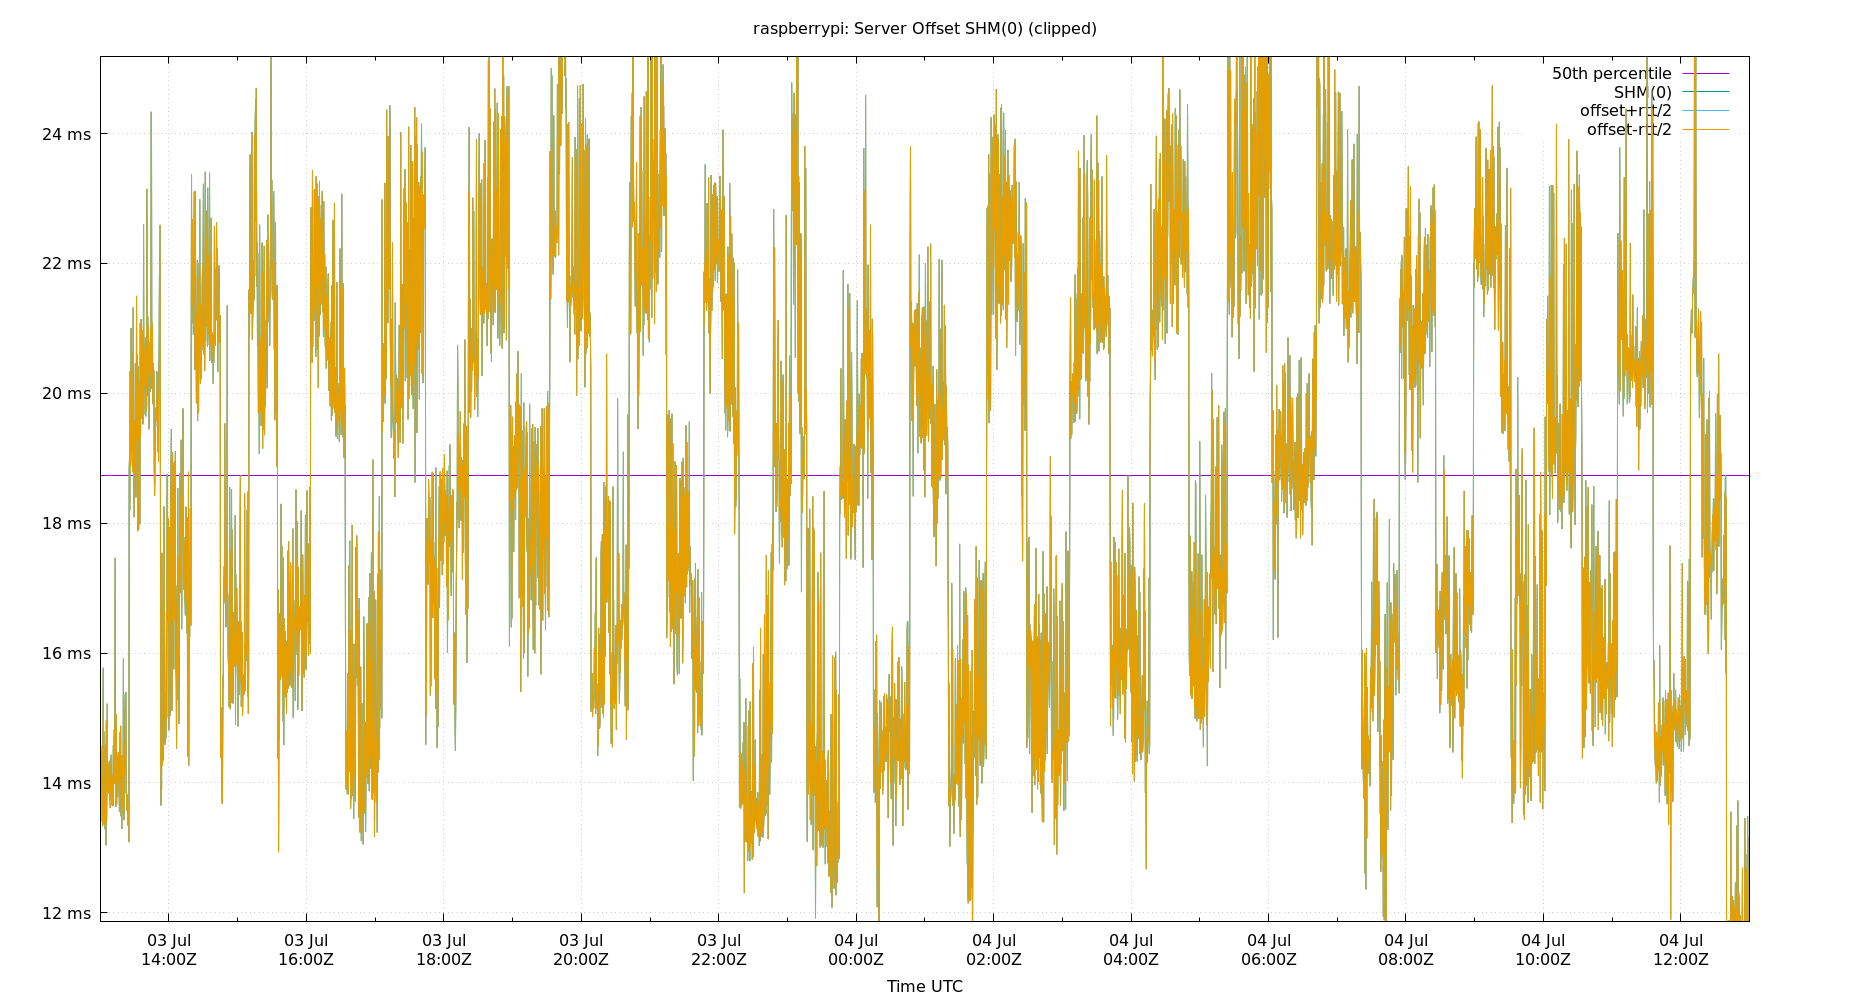 raspberrypi: Server Offset SHM(0) (clipped)
50th percentile
SHM(0)
offset+rtt/2
offset-rtt/2
24 ms
22 ms
20 ms
18 ms
16 ms
14 ms
12 ms
03 Jul 03 Jul 03 Jul 03 Jul 03 Jul 04 Jul 04 Jul 04 Jul 04 Jul 04 Jul 04 Jul 04 Jul
14:00Z 16:00Z 18:00Z 20:00Z 22:00Z 00:00Z 02:00Z 04:00Z 06:00Z 08:00Z 10:00Z 12:00Z
Time UTC